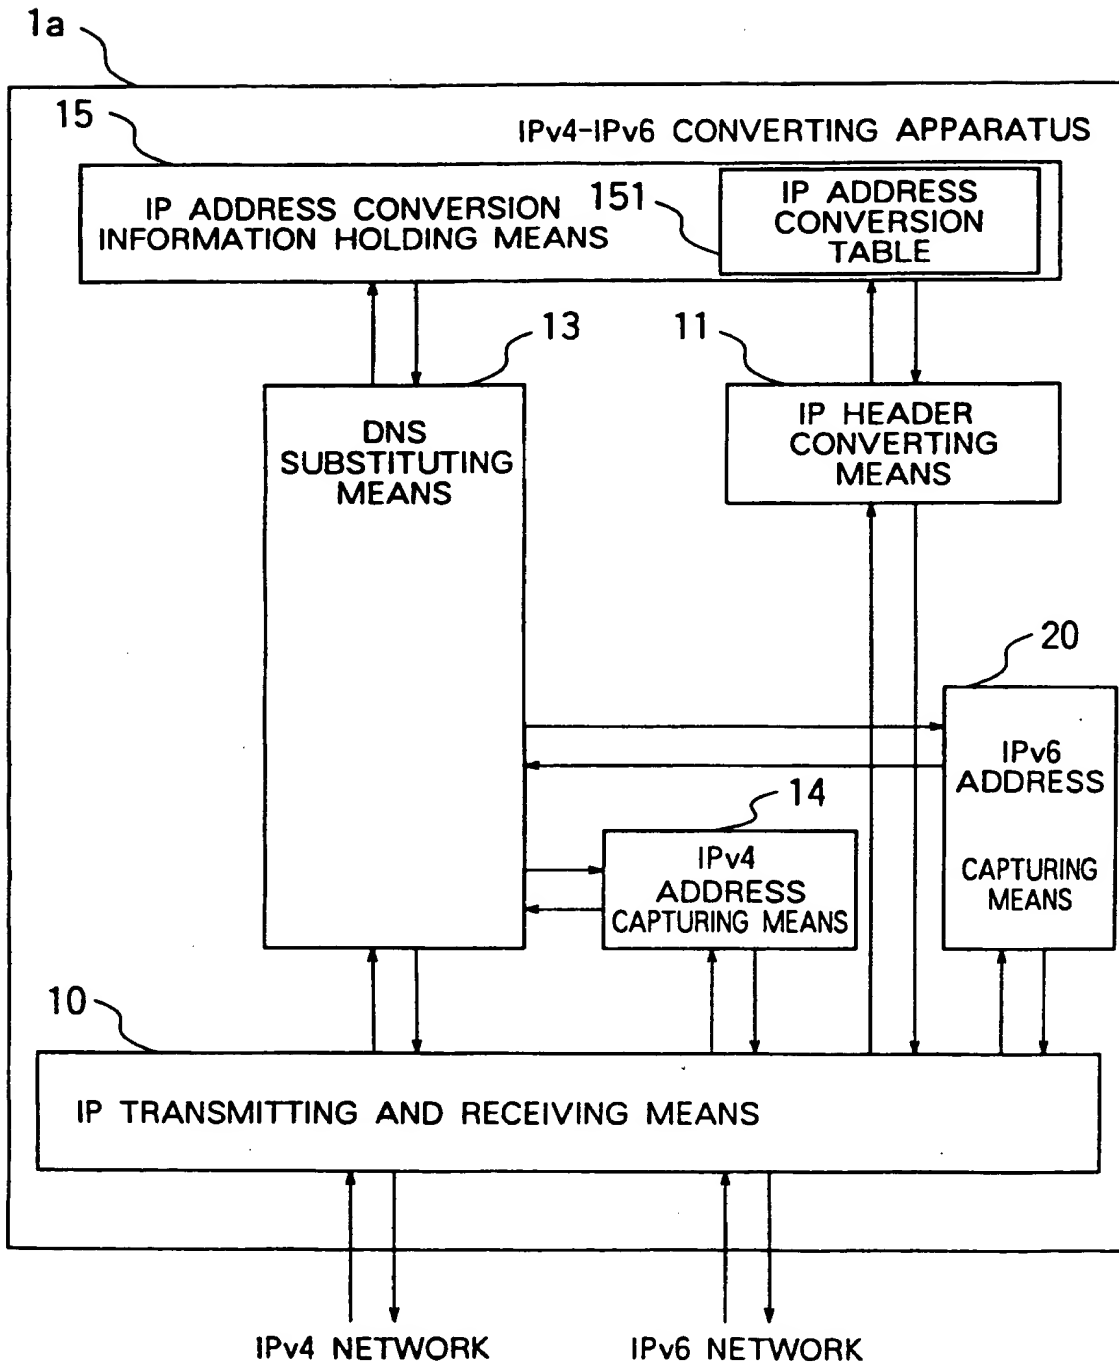 1a
15
IPv4-IPv6 CONVERTING APPARATUS
IP ADDRESS CONVERSION
INFORMATION HOLDING MEANS
151
IP ADDRESS
CONVERSION
TABLE
13
11
DNS
SUBSTITUTING
MEANS
IP HEADER
CONVERTING
MEANS
20
IPv6
ADDRESS
CAPTURING
MEANS
14
IPv4
ADDRESS
CAPTURING MEANS
10
IP TRANSMITTING AND RECEIVING MEANS
IPv4 NETWORK
IPv6 NETWORK